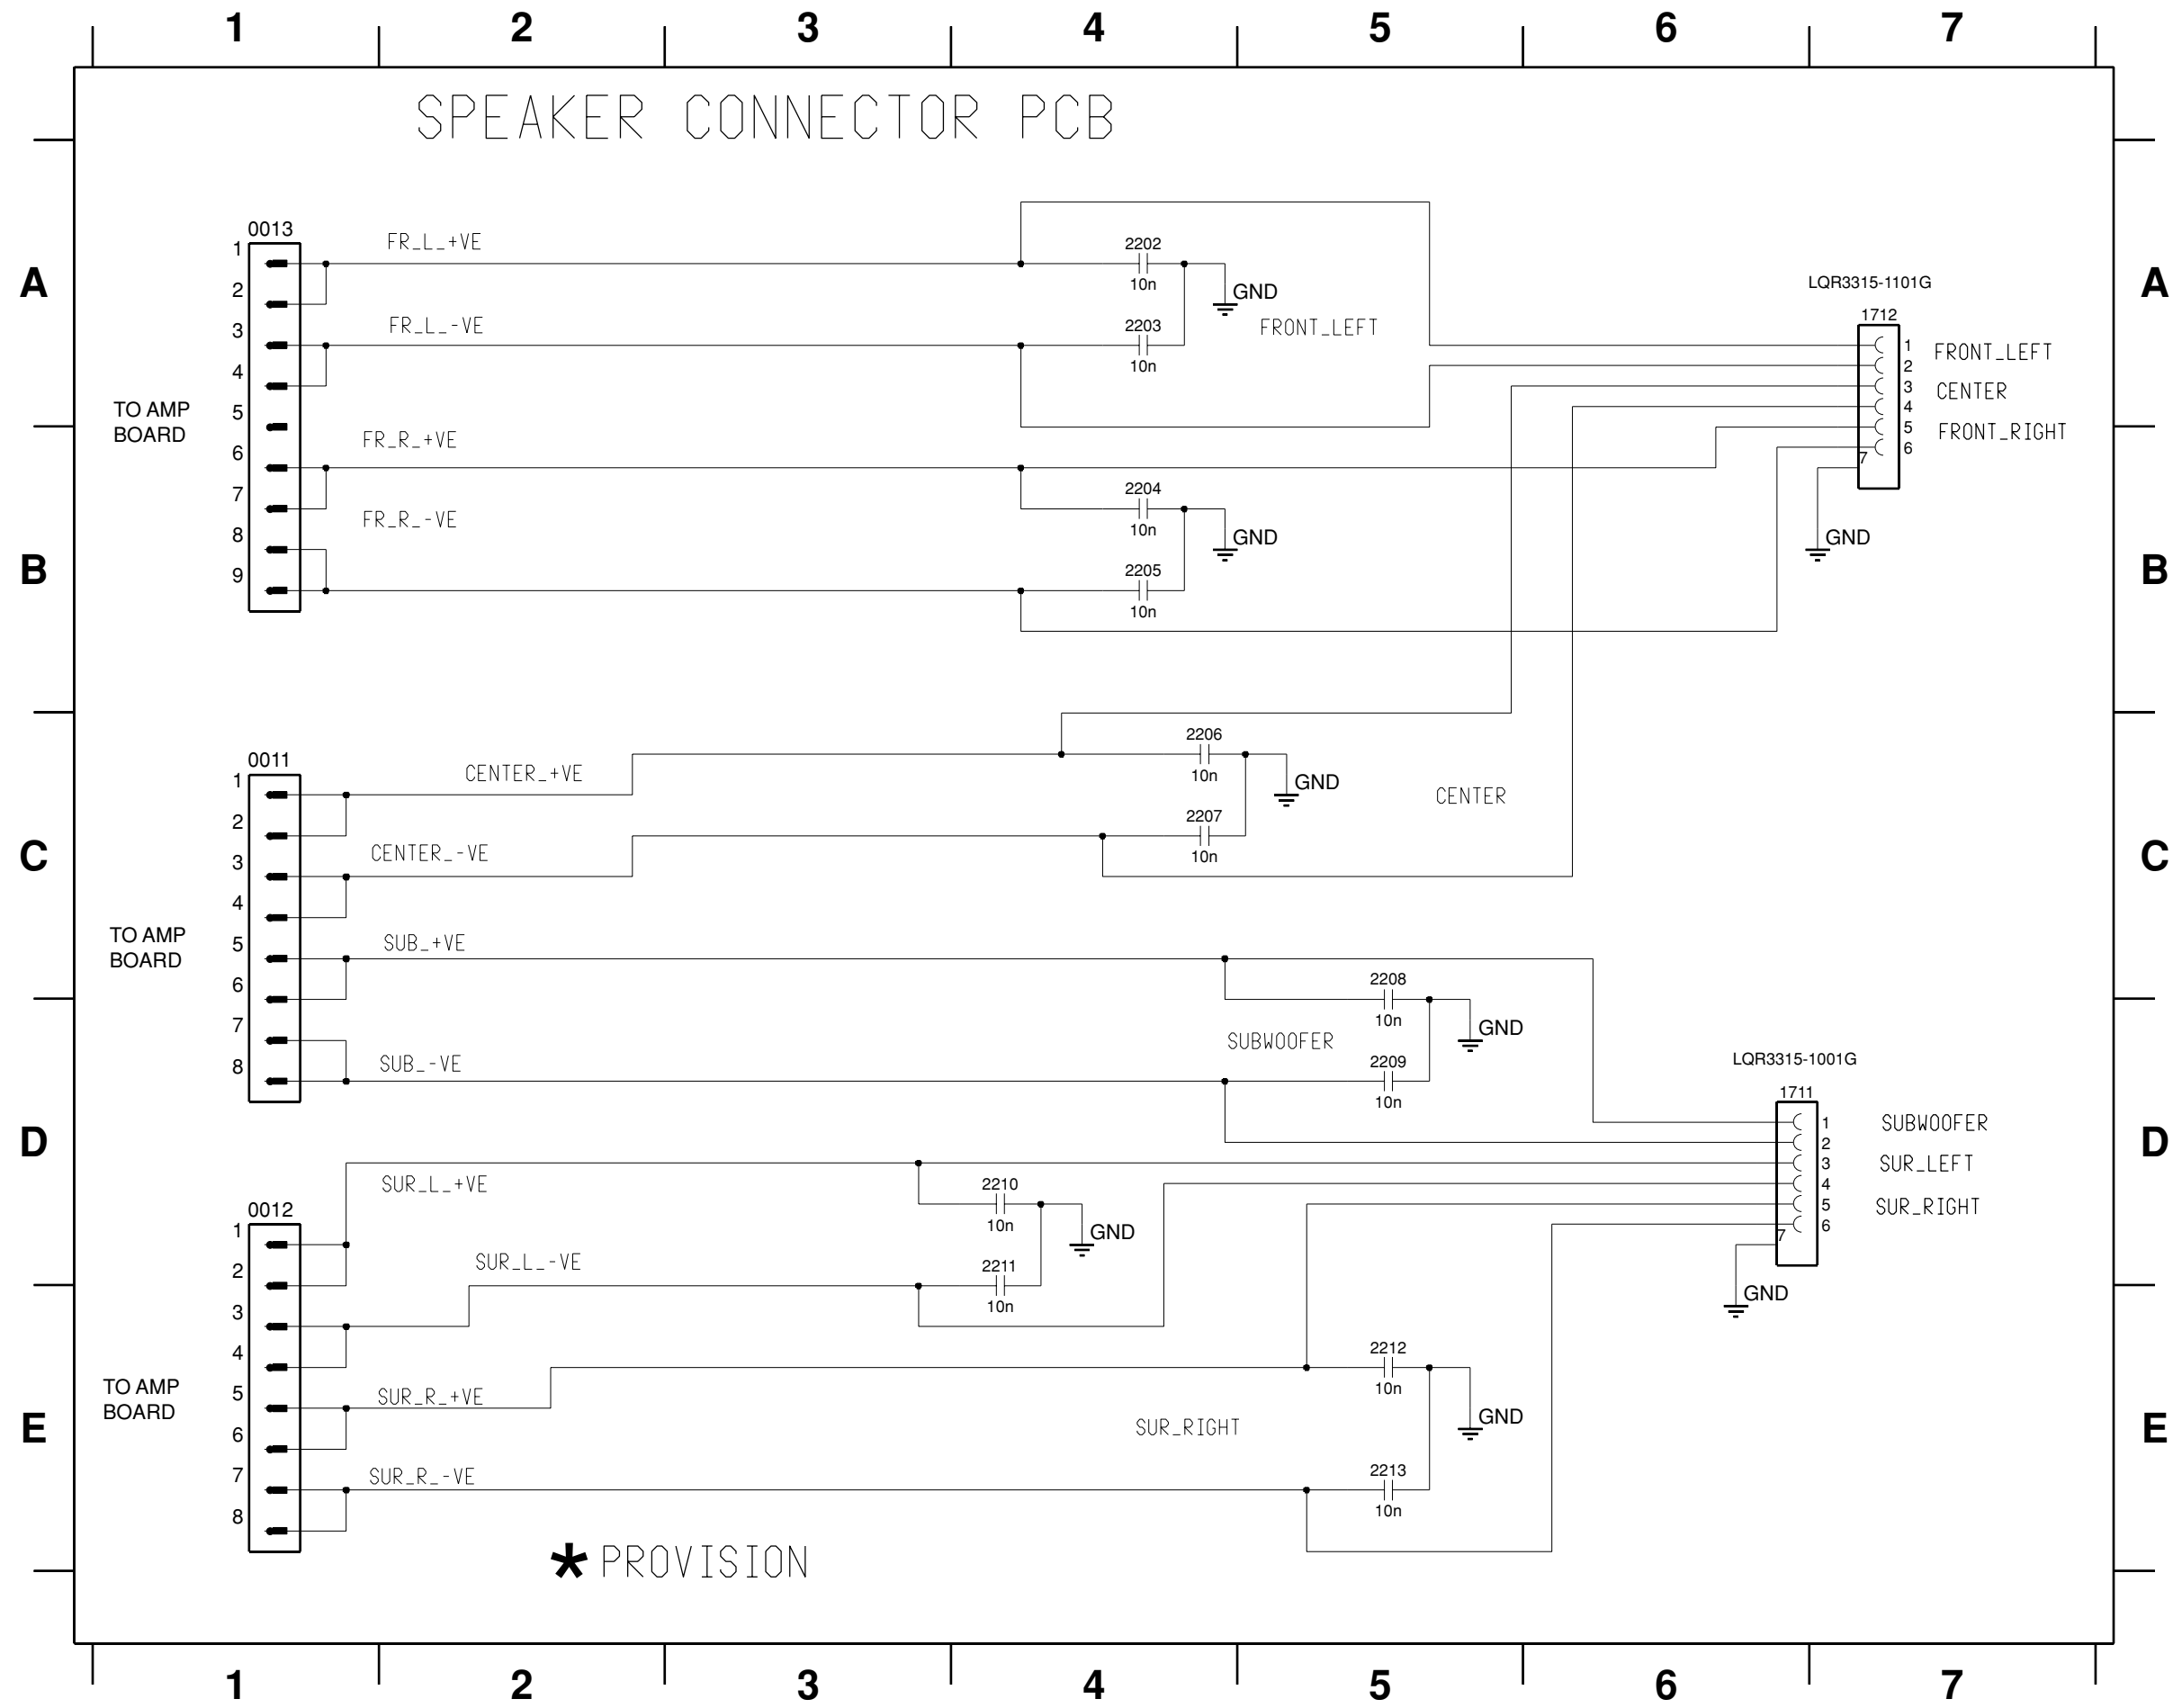 1 2 3 4 5 6 7
SPEAKER CONNECTOR PCB
A A
0013
1
2
3
4
5
6
7
8
9
FR_L_+VE
FR_L_-VE
FR_R_+VE
FR_R_-VE
TO AMP
BOARD
2202
10n
GND
2203
10n
FRONT_LEFT
LQR3315-1101G
1712
1
2
3
4
5
6
7
FRONT_LEFT
CENTER
FRONT_RIGHT
GND
B B
2204
10n
GND
2205
10n
0011
1
2
3
4
5
6
7
8
CENTER_+VE
CENTER_-VE
SUB_+VE
SUB_-VE
TO AMP
BOARD
2206
10n
GND
2207
10n
CENTER
C C
2208
10n
GND
SUBWOOFER
2209
10n
LQR3315-1001G
1711
1
2
3
4
5
6
7
SUBWOOFER
SUR_LEFT
SUR_RIGHT
GND
D D
0012
1
2
3
4
5
6
7
8
SUR_L_+VE
SUR_L_-VE
SUR_R_+VE
SUR_R_-VE
TO AMP
BOARD
2210
10n
GND
2211
10n
2212
10n
GND
SUR_RIGHT
2213
10n
E E
* PROVISION
1 2 3 4 5 6 7